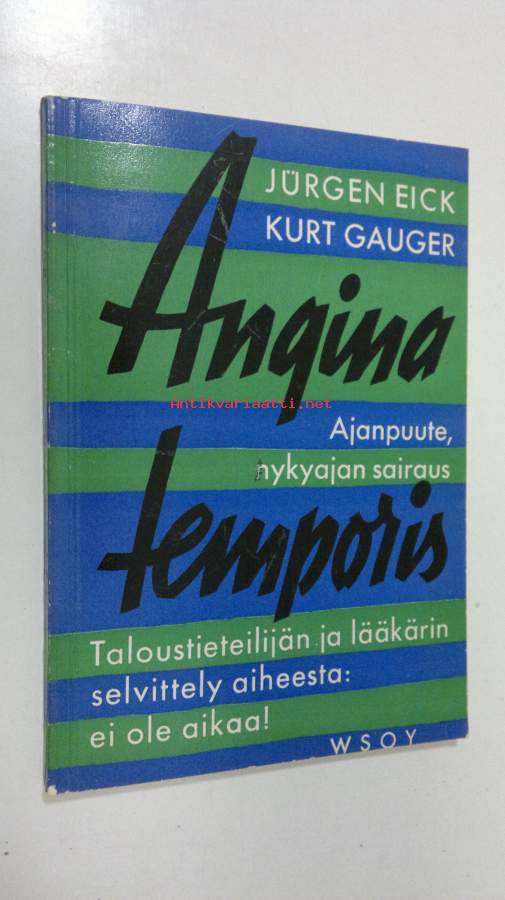 JÜRGEN EICK
KURT GAUGER
Angina
Antikvariaatti.net
Ajanpuute,
nykyajan sairaus
temporis
Taloustieteilijän ja lääkärin
selvittely aiheesta:
ei ole aikaa!
WSOY